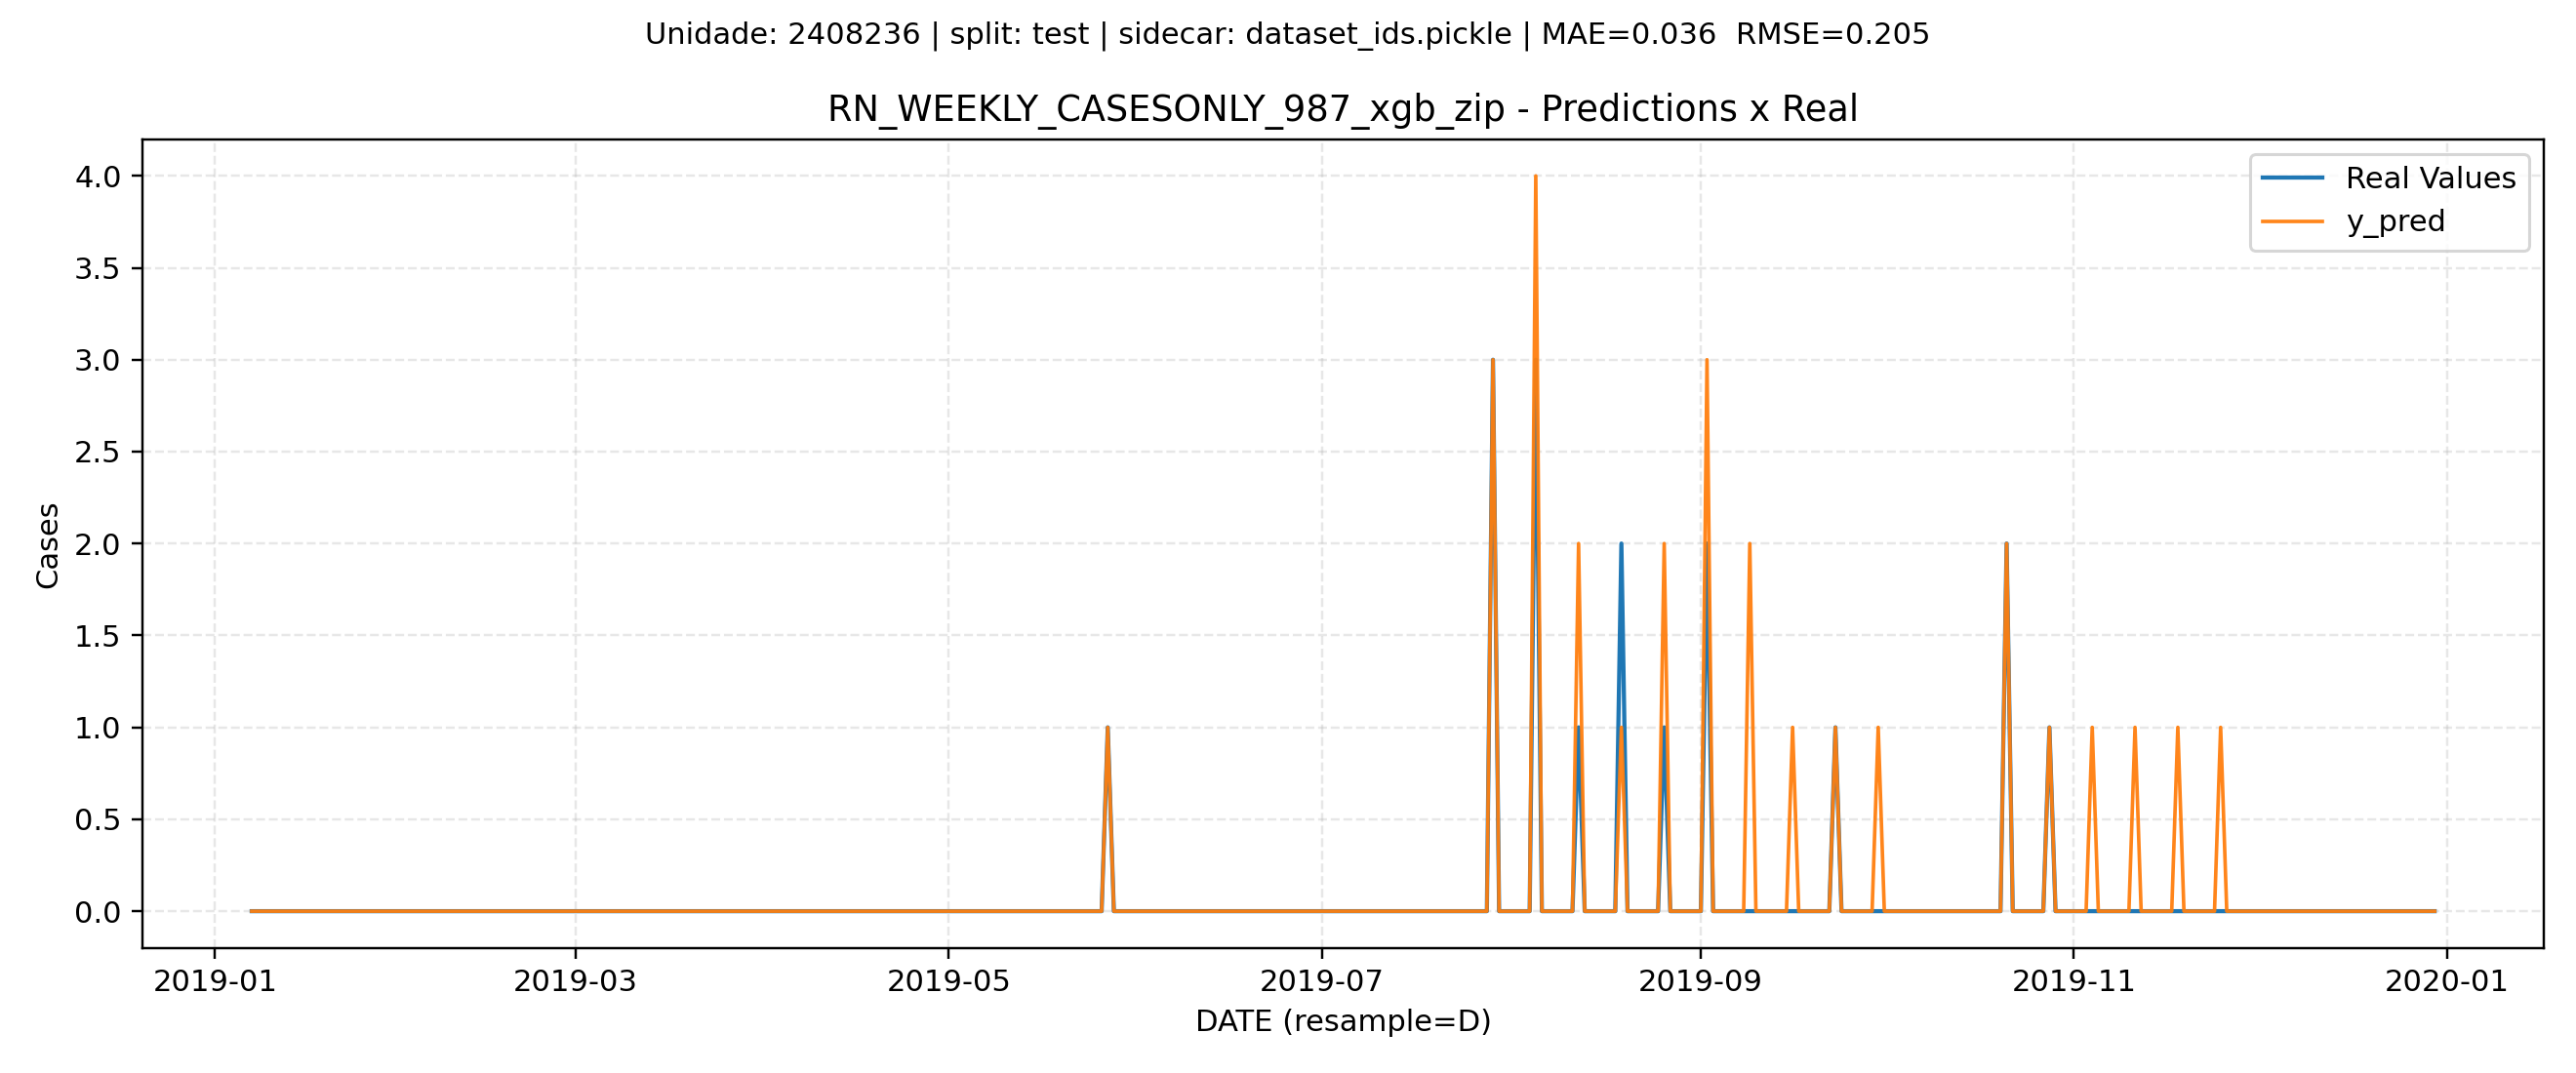 Unidade: 2408236 | split: test | sidecar: dataset_ids.pickle | MAE=0.036  RMSE=0.205
RN_WEEKLY_CASESONLY_987_xgb_zip - Predictions x Real
Real Values
y_pred
4.0
3.5
3.0
2.5
2.0
1.5
1.0
0.5
0.0
Cases
2019-01 2019-03 2019-05 2019-07 2019-09 2019-11 2020-01
DATE (resample=D)